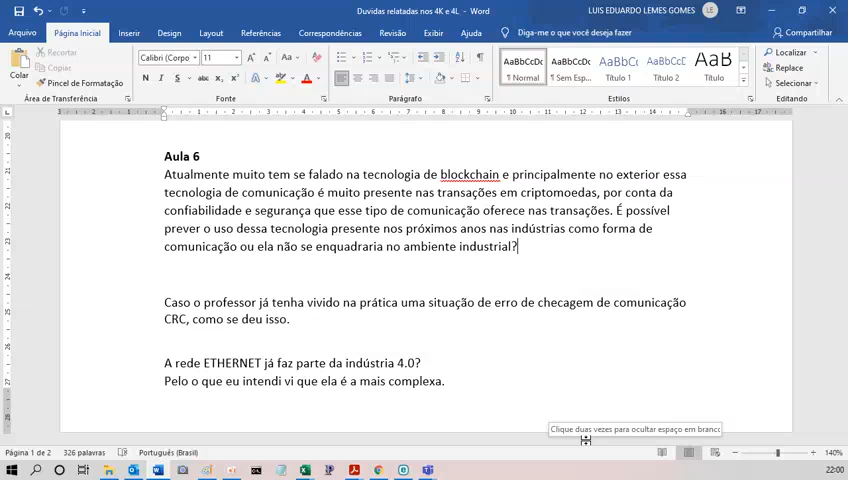 Duvidas relatadas nos 4K e 4L - Word
LUIS EDUARDO LEMES GOMES
LE
Arquivo
Página Inicial
Inserir
Design
Layout
Referências
Correspondências
Revisão
Exibir
Ajuda
Diga-me o que você deseja fazer
Compartilhar
Colar
Recortar
Copiar
Pincel de Formatação
Área de Transferência
Calibri (Corpo
11
Aa
N I S abc x₂ x²
Fonte
Parágrafo
AaBbCcDc
¶ Normal
AaBbCcDc
¶ Sem Esp...
AaBbCc
Título 1
AaBbCcC
Título 2
AaB
Título
Estilos
Localizar
Replace
Selecionar
Editando
Aula 6
Atualmente muito tem se falado na tecnologia de blockchain e principalmente no exterior essa
tecnologia de comunicação é muito presente nas transações em criptomoedas, por conta da
confiabilidade e segurança que esse tipo de comunicação oferece nas transações. É possível
prever o uso dessa tecnologia presente nos próximos anos nas indústrias como forma de
comunicação ou ela não se enquadraria no ambiente industrial?
Caso o professor já tenha vivido na prática uma situação de erro de checagem de comunicação
CRC, como se deu isso.
A rede ETHERNET já faz parte da indústria 4.0?
Pelo o que eu intendi vi que ela é a mais complexa.
Clique duas vezes para ocultar espaço em branco
Página 1 de 2
326 palavras
Português (Brasil)
140%
22:00